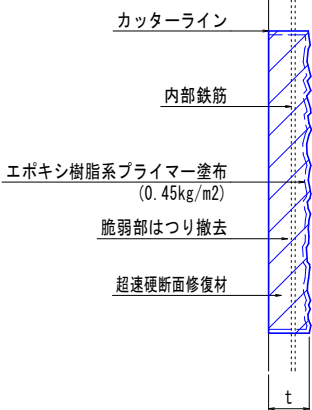 カッターライン
内部鉄筋
エポキシ樹脂系プライマー塗布
(0.45kg/m2)
脆弱部はつり撤去
超速硬断面修復材
t